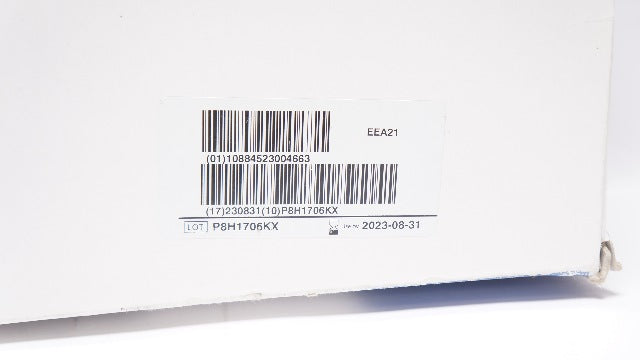 EEA21
(01)10884523004663
(17)230831(10)P8H1706KX
LOT P8H1706KX 2023-08-31